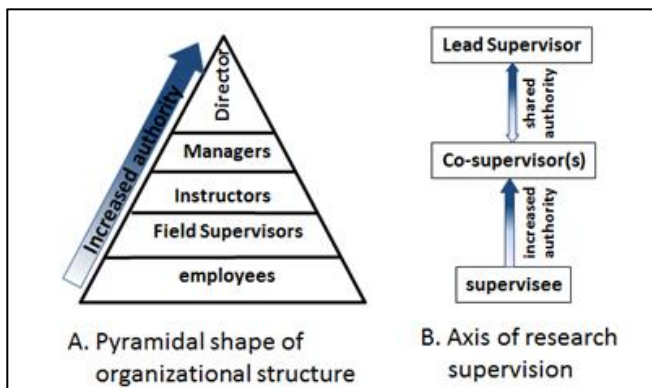 Increased authority
Director
Managers
Instructors
Field Supervisors
employees
A. Pyramidal shape of
organizational structure
Lead Supervisor
shared
authority
Co-supervisor(s)
increased
authority
supervisee
B. Axis of research
supervision